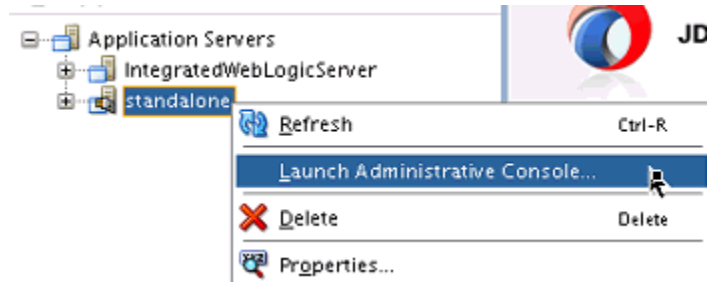 Application Servers
JD
IntegratedWebLogicServer
standalone
Refresh Ctrl-R
Launch Administrative Console...
Delete Delete
Properties...